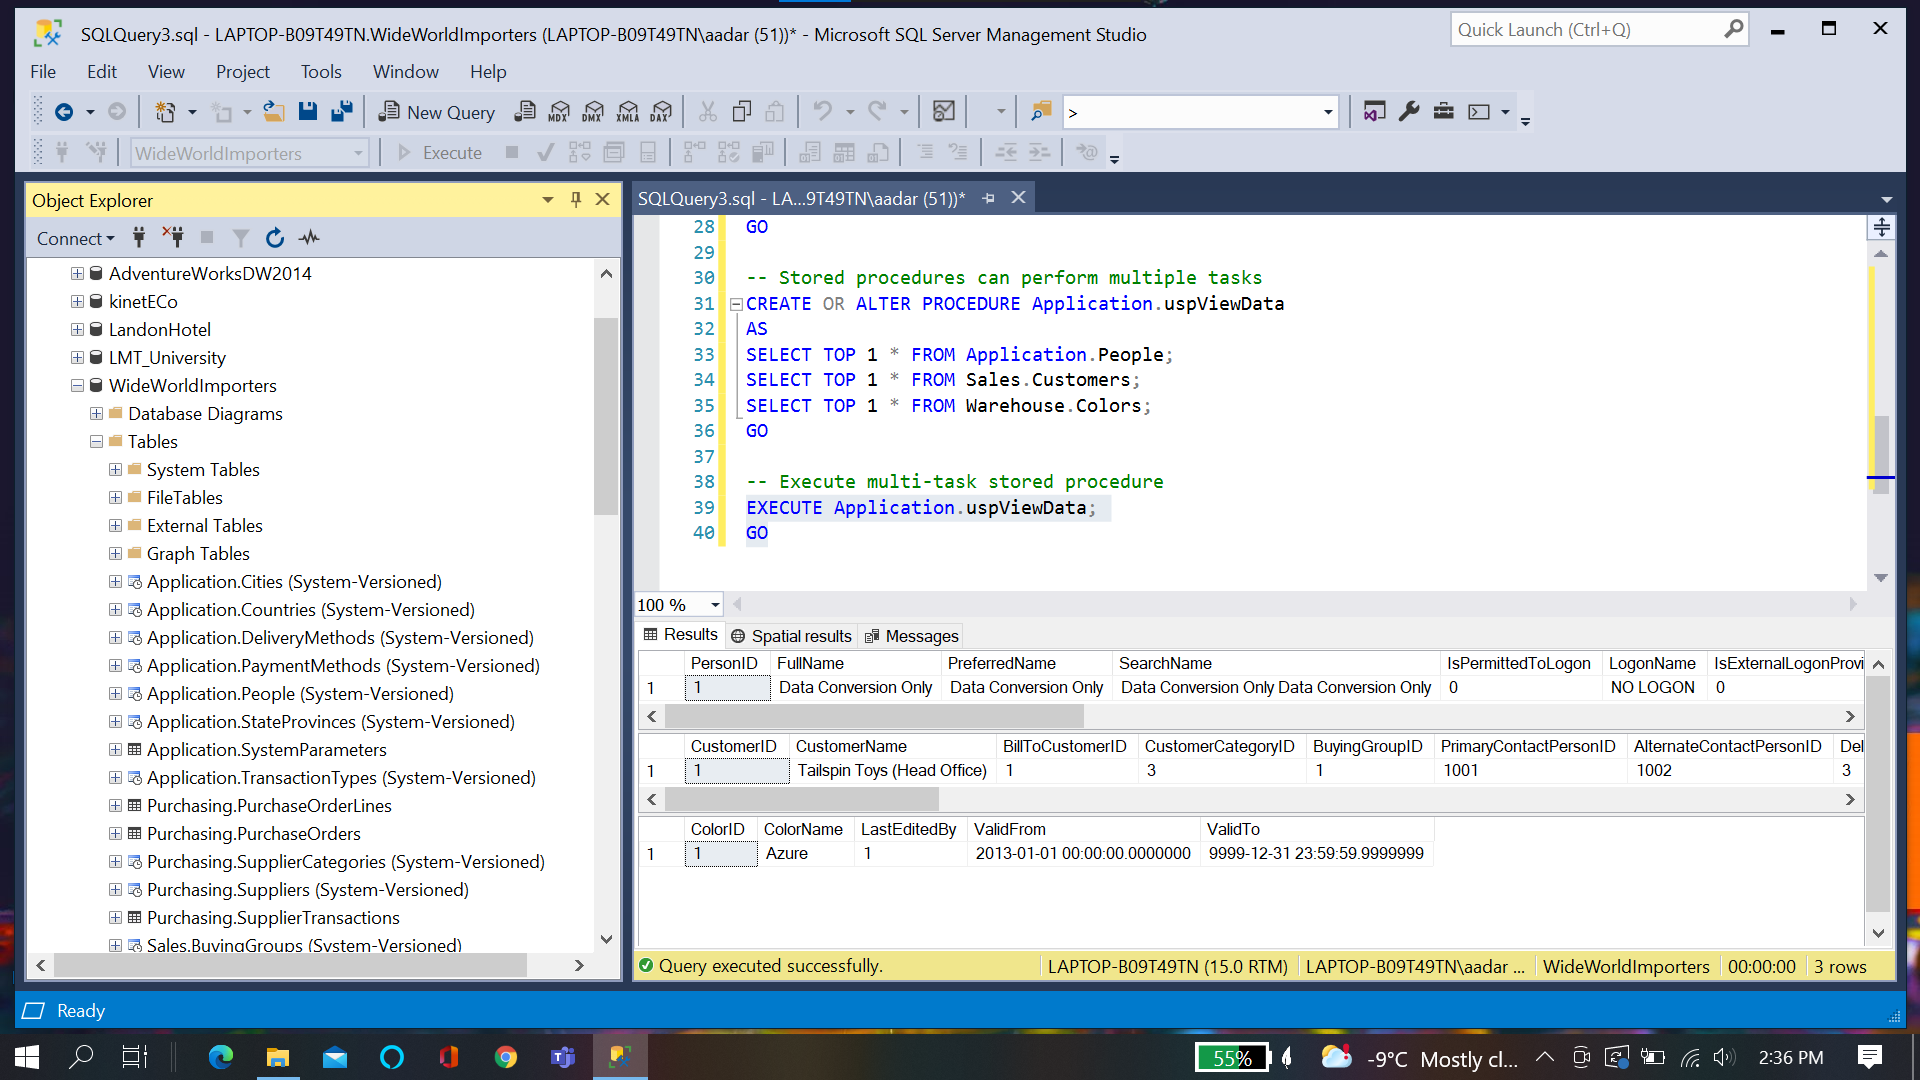 SQLQuery3.sql - LAPTOP-B09T49TN.WideWorldImporters (LAPTOP-B09T49TN\aadar (51))* - Microsoft SQL Server Management Studio
Quick Launch (Ctrl+Q)
File Edit View Project Tools Window Help
New Query
MDX DMX XMLA DAX
>
WideWorldImporters
Execute
Object Explorer
Connect
AdventureWorksDW2014
kinetECo
LandonHotel
LMT_University
WideWorldImporters
Database Diagrams
Tables
System Tables
FileTables
External Tables
Graph Tables
Application.Cities (System-Versioned)
Application.Countries (System-Versioned)
Application.DeliveryMethods (System-Versioned)
Application.PaymentMethods (System-Versioned)
Application.People (System-Versioned)
Application.StateProvinces (System-Versioned)
Application.SystemParameters
Application.TransactionTypes (System-Versioned)
Purchasing.PurchaseOrderLines
Purchasing.PurchaseOrders
Purchasing.SupplierCategories (System-Versioned)
Purchasing.Suppliers (System-Versioned)
Purchasing.SupplierTransactions
Sales.BuyingGroups (System-Versioned)
SQLQuery3.sql - LA...9T49TN\aadar (51))*
28 GO
29
30 -- Stored procedures can perform multiple tasks
31 CREATE OR ALTER PROCEDURE Application.uspViewData
32 AS
33 SELECT TOP 1 * FROM Application.People;
34 SELECT TOP 1 * FROM Sales.Customers;
35 SELECT TOP 1 * FROM Warehouse.Colors;
36 GO
37
38 -- Execute multi-task stored procedure
39 EXECUTE Application.uspViewData;
40 GO
100 %
Results Spatial results Messages
PersonID FullName PreferredName SearchName IsPermittedToLogon LogonName IsExternalLogonProvi
1 1 Data Conversion Only Data Conversion Only Data Conversion Only Data Conversion Only 0 NO LOGON 0
CustomerID CustomerName BillToCustomerID CustomerCategoryID BuyingGroupID PrimaryContactPersonID AlternateContactPersonID Del
1 1 Tailspin Toys (Head Office) 1 3 1 1001 1002 3
ColorID ColorName LastEditedBy ValidFrom ValidTo
1 1 Azure 1 2013-01-01 00:00:00.0000000 9999-12-31 23:59:59.9999999
Query executed successfully. LAPTOP-B09T49TN (15.0 RTM) LAPTOP-B09T49TN\aadar ... WideWorldImporters 00:00:00 3 rows
Ready
55% -9°C Mostly cl... 2:36 PM